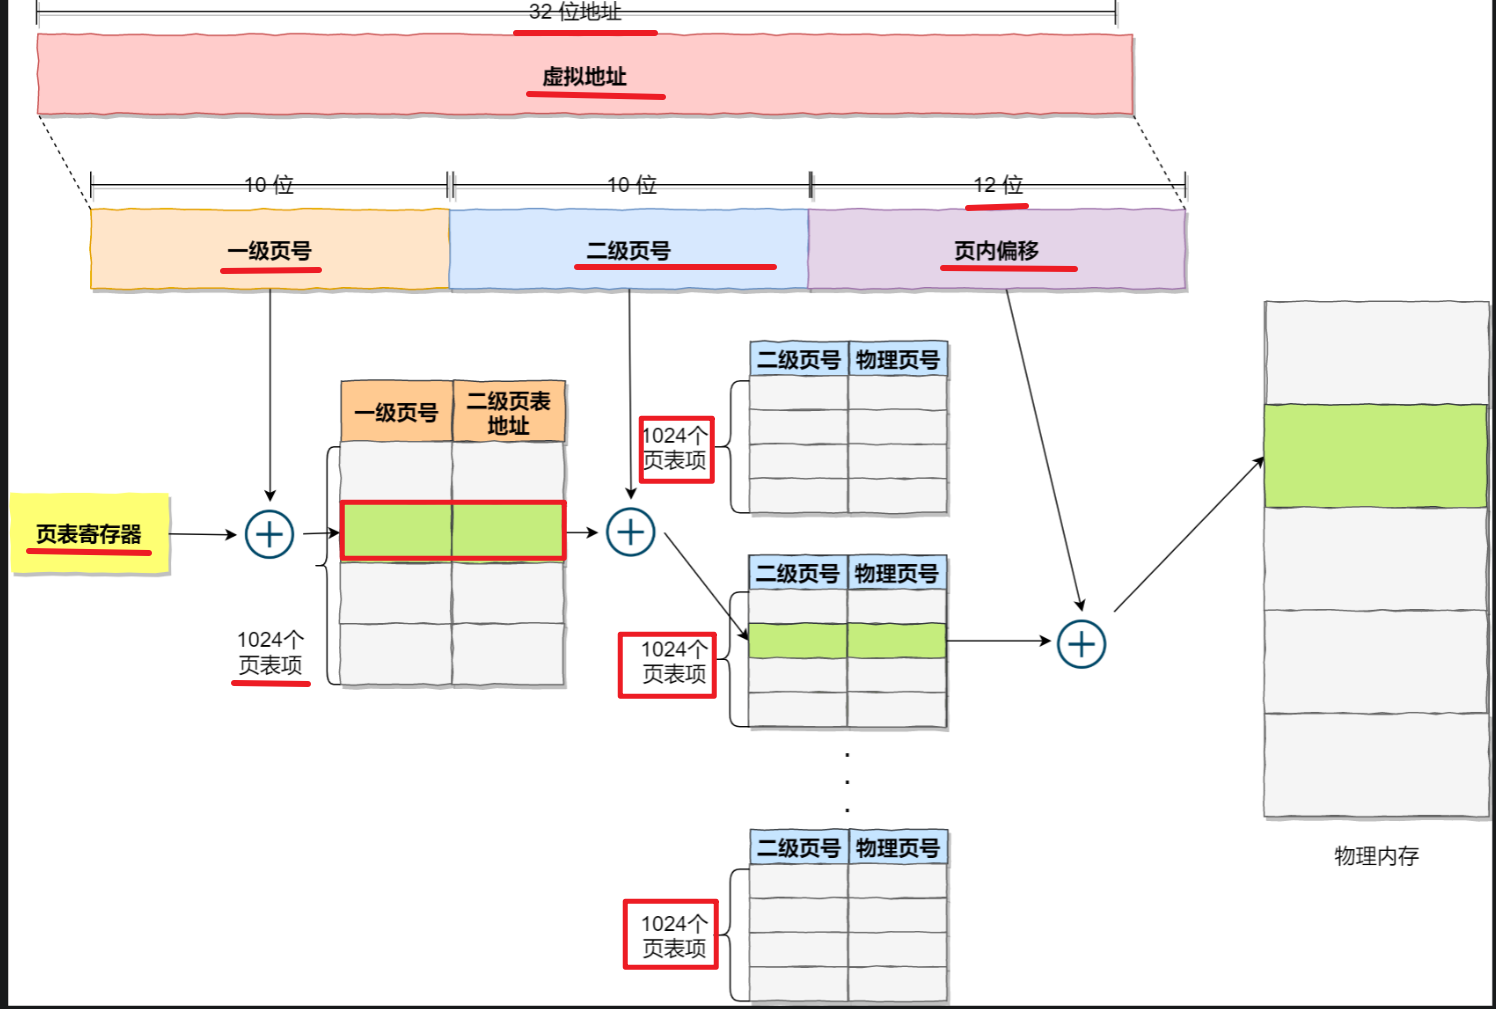 32 位地址
虚拟地址
10 位
10 位
12 位
一级页号
二级页号
页内偏移
页表寄存器
一级页号
二级页表
地址
1024个
页表项
二级页号
物理页号
1024个
页表项
二级页号
物理页号
1024个
页表项
.
.
.
二级页号
物理页号
1024个
页表项
物理内存